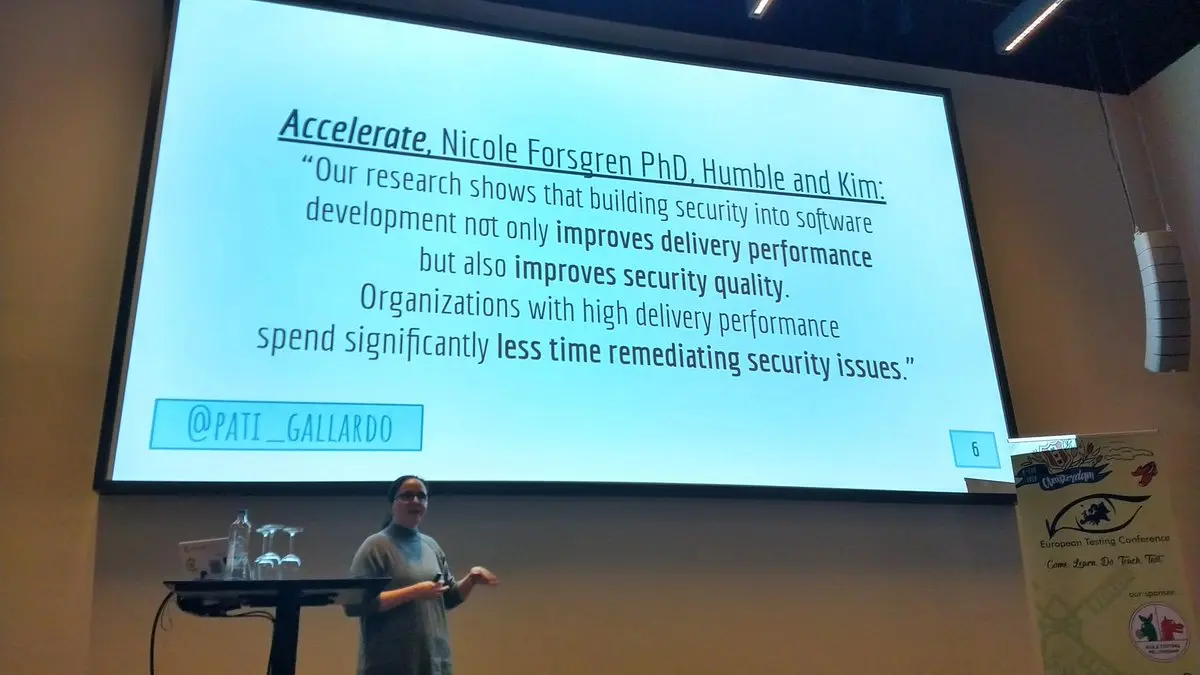 Accelerate, Nicole Forsgren PhD, Humble and Kim:
“Our research shows that building security into software
development not only improves delivery performance
but also improves security quality.
Organizations with high delivery performance
spend significantly less time remediating security issues.”
@PATI_GALLARDO
6
Amsterdam
European Testing Conference
Come. Learn. Do. Teach. Test.
our sponsor